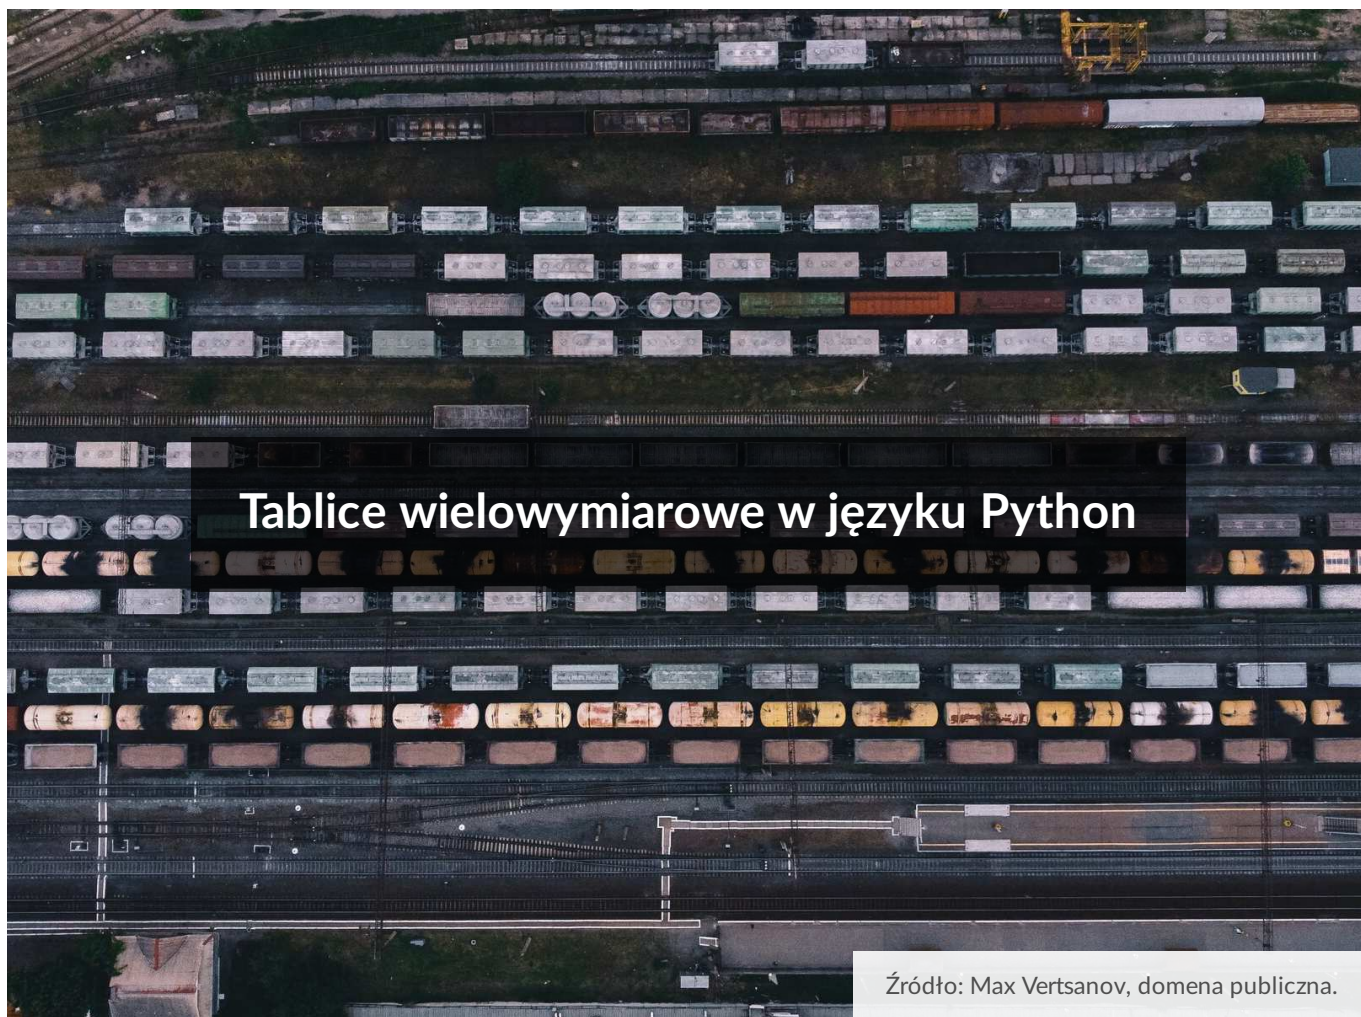 Tablice wielowymiarowe w języku Python
Źródło: Max Vertsanov, domena publiczna.